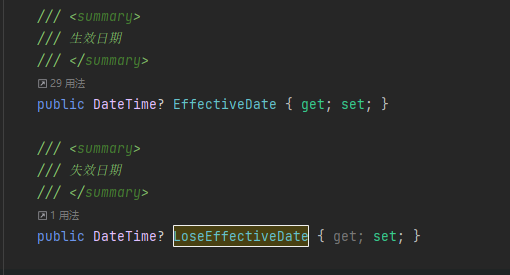 /// <summary>
/// 生效日期
/// </summary>
29 用法
public DateTime? EffectiveDate { get; set; }
/// <summary>
/// 失效日期
/// </summary>
1 用法
public DateTime? LoseEffectiveDate { get; set; }